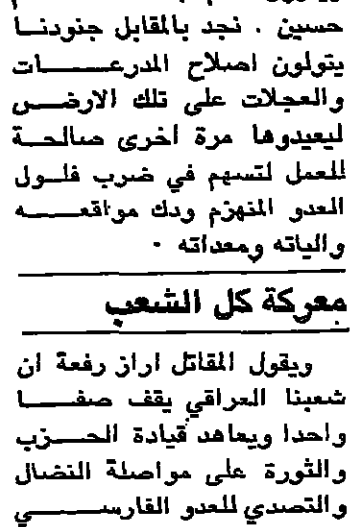 حسين . نجد بالمقابل جنودنا
يتولون اصلاح المدرعات
والعجلات على تلك الارض
ليعيدوها مرة اخرى صالحة
للعمل لتسهم في ضرب فلول
العدو المنهزم ودك مواقعه
والياته ومعداته .
معركة كل الشعب
ويقول المقاتل اراز رفعة ان
شعبنا العراقي يقف صفا
واحدا ويعاهد قيادة الحزب
والثورة على مواصلة النضال
والتصدي للعدو الفارسي